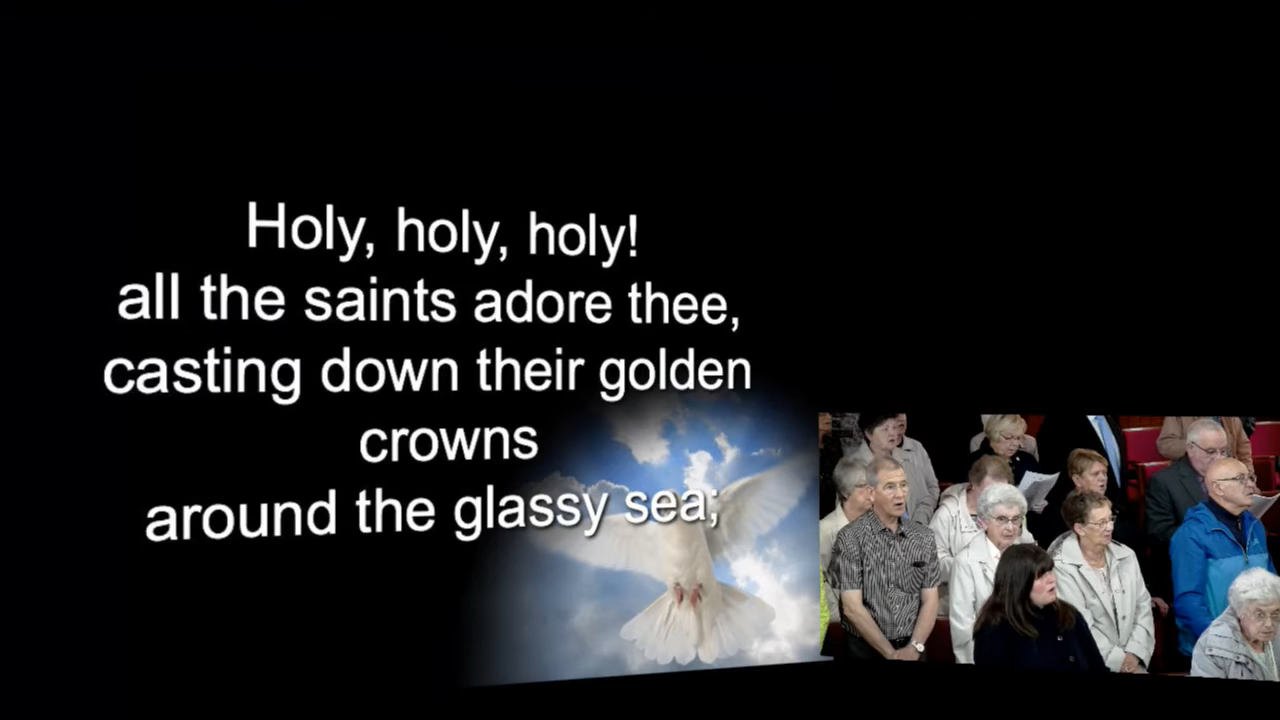 Holy, holy, holy!
all the saints adore thee,
casting down their golden
crowns
around the glassy sea;